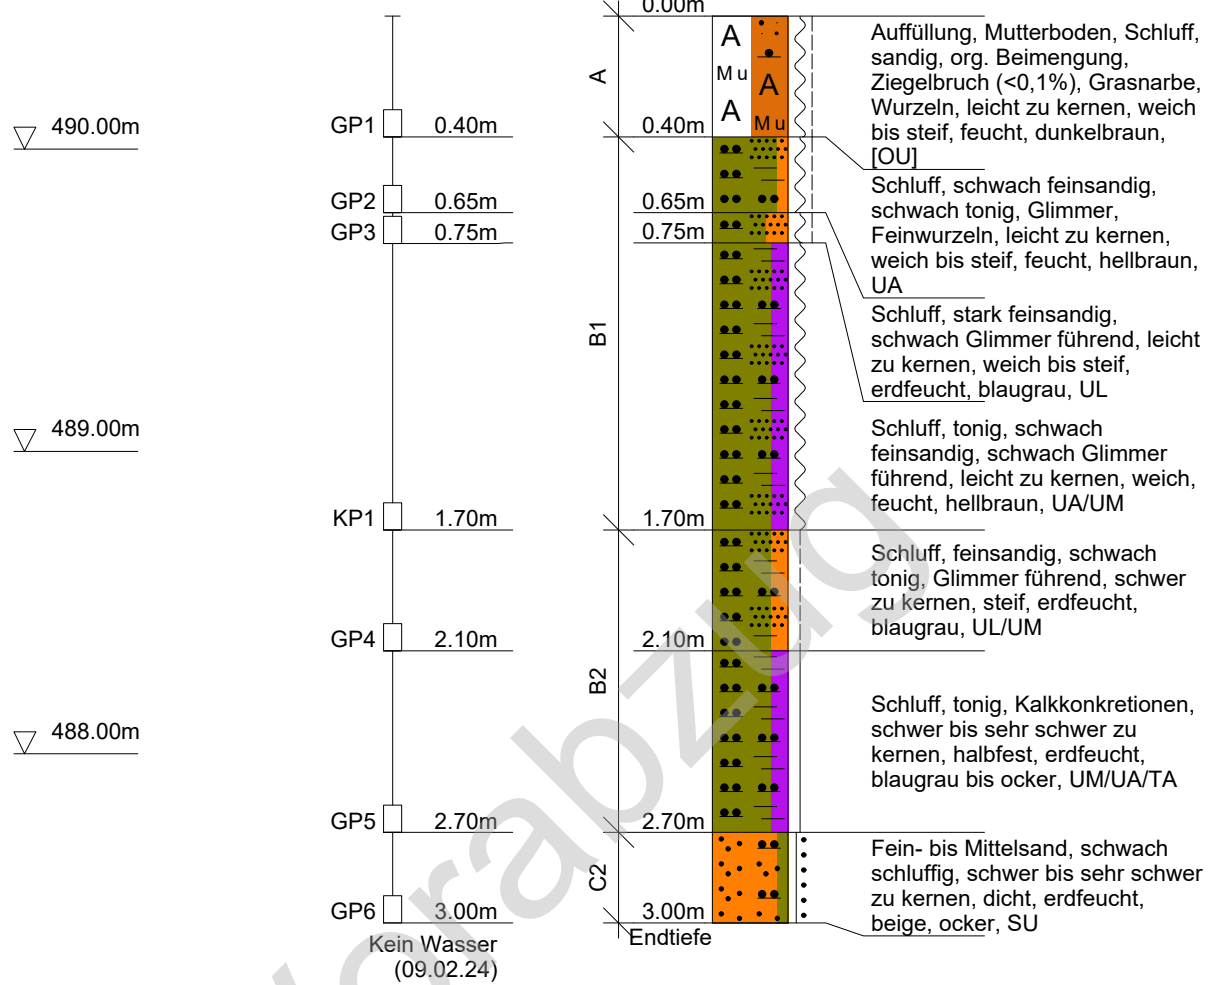 0.00m
A
Mu
A
A
Mu
A
490.00m
GP1 0.40m
0.40m
Auffüllung, Mutterboden, Schluff,
sandig, org. Beimengung,
Ziegelbruch (<0,1%), Grasnarbe,
Wurzeln, leicht zu kernen, weich
bis steif, feucht, dunkelbraun,
[OU]
GP2 0.65m
0.65m
GP3 0.75m
0.75m
Schluff, schwach feinsandig,
schwach tonig, Glimmer,
Feinwurzeln, leicht zu kernen,
weich bis steif, feucht, hellbraun,
UA
B1
Schluff, stark feinsandig,
schwach Glimmer führend, leicht
zu kernen, weich bis steif,
erdfeucht, blaugrau, UL
489.00m
Schluff, tonig, schwach
feinsandig, schwach Glimmer
führend, leicht zu kernen, weich,
feucht, hellbraun, UA/UM
KP1 1.70m
1.70m
Schluff, feinsandig, schwach
tonig, Glimmer führend, schwer
zu kernen, steif, erdfeucht,
blaugrau, UL/UM
GP4 2.10m
2.10m
B2
488.00m
Schluff, tonig, Kalkkonkretionen,
schwer bis sehr schwer zu
kernen, halbfest, erdfeucht,
blaugrau bis ocker, UM/UA/TA
GP5 2.70m
2.70m
C2
Fein- bis Mittelsand, schwach
schluffig, schwer bis sehr schwer
zu kernen, dicht, erdfeucht,
beige, ocker, SU
GP6 3.00m
3.00m
Endtiefe
Kein Wasser
(09.02.24)
Vorabzug